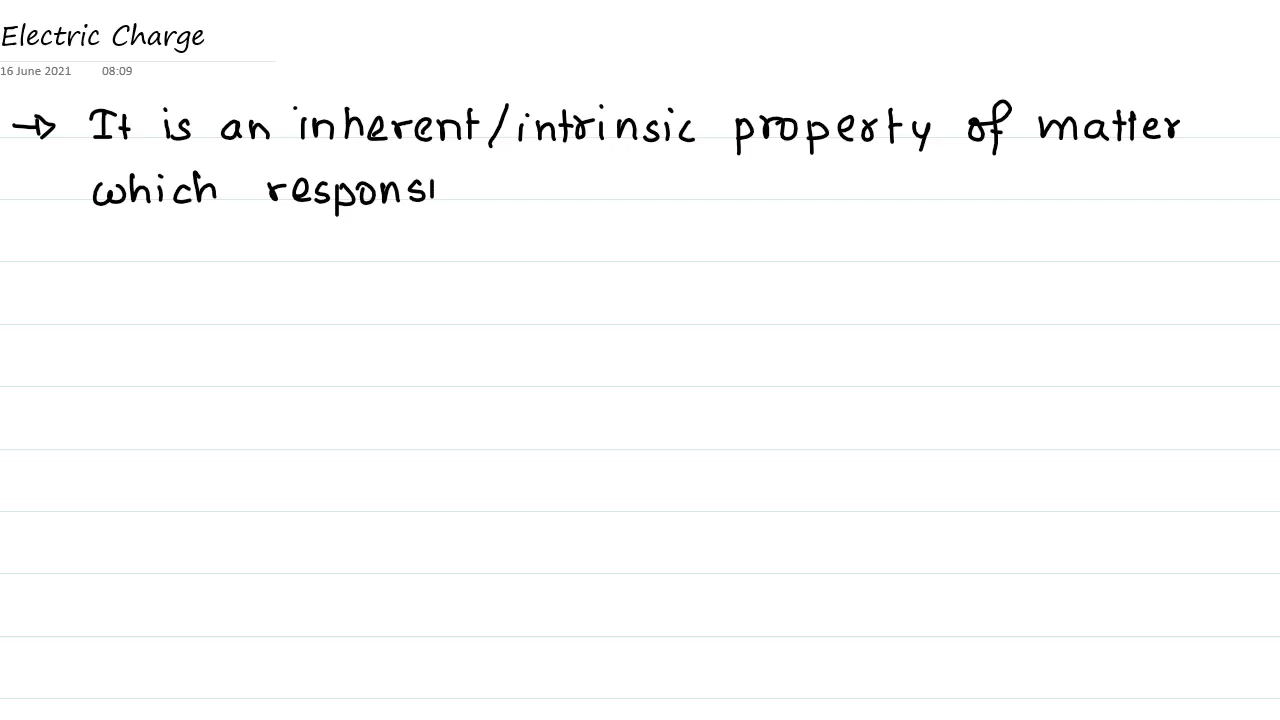 Electric Charge
16 June 2021 08:09
→ It is an inherent/intrinsic property of matter
which responsi